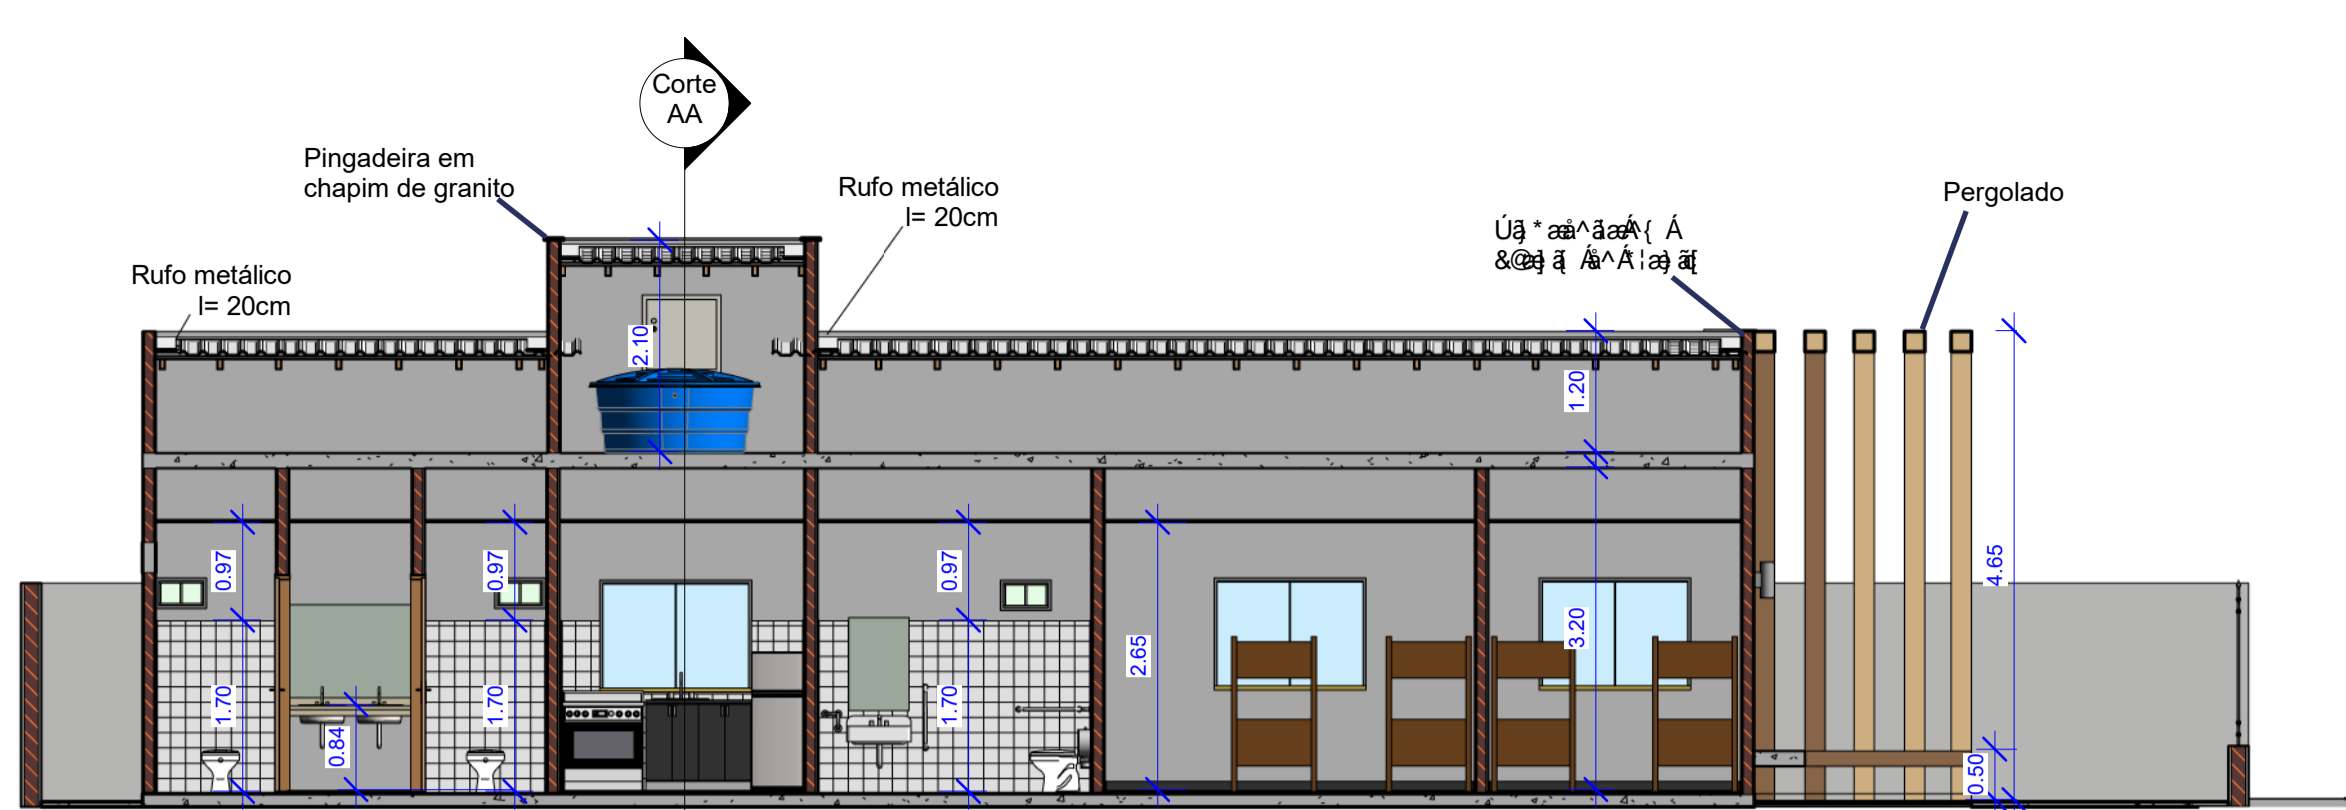 Corte
AA
Pingadeira em
chapim de granito
Rufo metálico
l= 20cm
Pergolado
Rufo metálico
l= 20cm
2.10
1.20
0.97
0.97
0.97
4.65
3.20
2.65
1.70
1.70
1.70
0.84
0.50